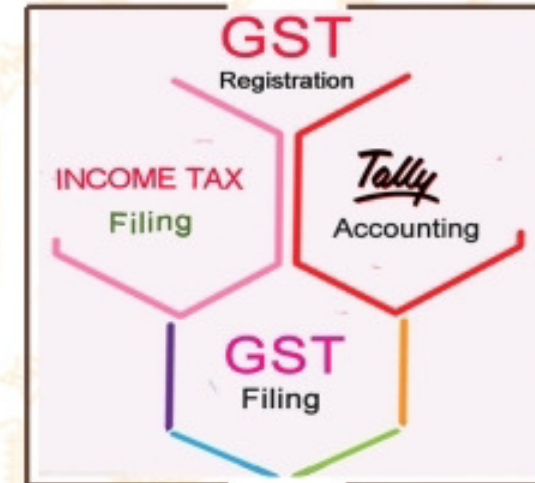 GST
Registration
INCOME TAX
Filing
Tally
Accounting
GST
Filing